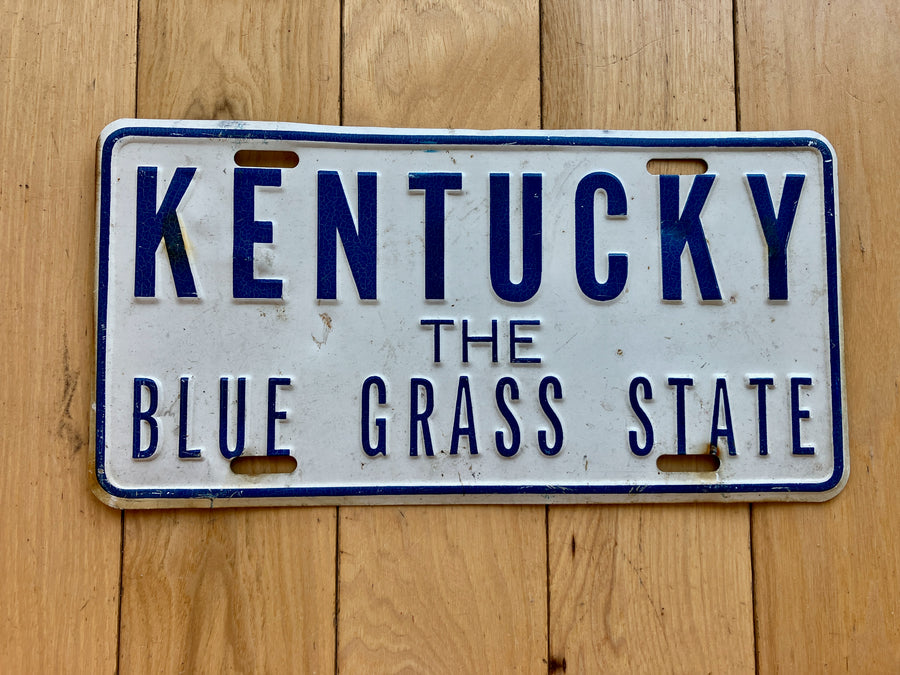 KENTUCKY
THE
BLUE GRASS STATE